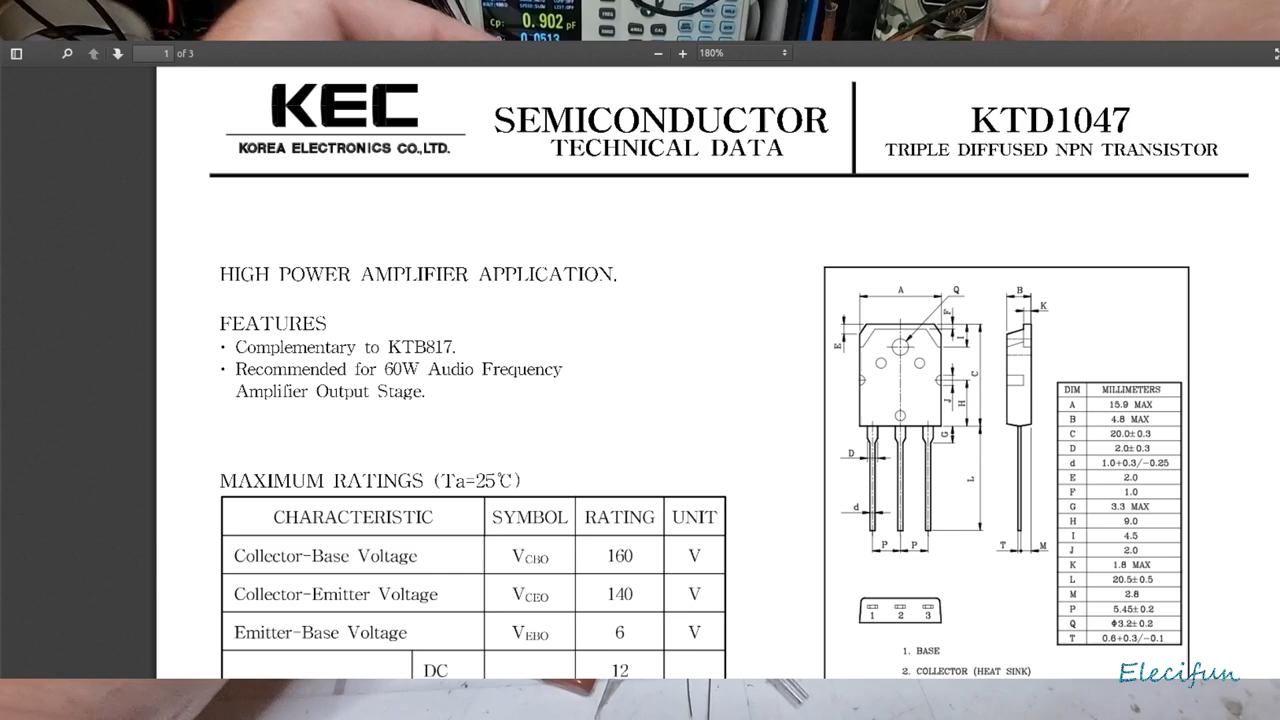 Cp: 0.902 pF
0.0513
1 of 3
180%
KEC
KOREA ELECTRONICS CO.,LTD.
SEMICONDUCTOR
TECHNICAL DATA
KTD1047
TRIPLE DIFFUSED NPN TRANSISTOR
HIGH POWER AMPLIFIER APPLICATION.
FEATURES
· Complementary to KTB817.
· Recommended for 60W Audio Frequency
Amplifier Output Stage.
MAXIMUM RATINGS (Ta=25℃)
CHARACTERISTIC SYMBOL RATING UNIT
Collector-Base Voltage VCBO 160 V
Collector-Emitter Voltage VCEO 140 V
Emitter-Base Voltage VEBO 6 V
DC 12
A Q B
K
F
E I
C
J H
G
D
L
d
P P T M
1 2 3
1. BASE
2. COLLECTOR (HEAT SINK)
DIM MILLIMETERS
A 15.9 MAX
B 4.8 MAX
C 20.0±0.3
D 2.0±0.3
d 1.0+0.3/-0.25
E 2.0
F 1.0
G 3.3 MAX
H 9.0
I 4.5
J 2.0
K 1.8 MAX
L 20.5±0.5
M 2.8
P 5.45±0.2
Q Φ3.2±0.2
T 0.6+0.3/-0.1
Elecifun